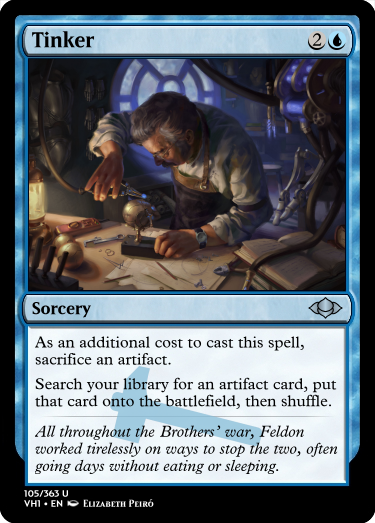 Tinker 2
Sorcery
As an additional cost to cast this spell,
sacrifice an artifact.
Search your library for an artifact card, put
that card onto the battlefield, then shuffle.
All throughout the Brothers' war, Feldon
worked tirelessly on ways to stop the two, often
going days without eating or sleeping.
105/363 U
VH1 • EN Elizabeth Peiró